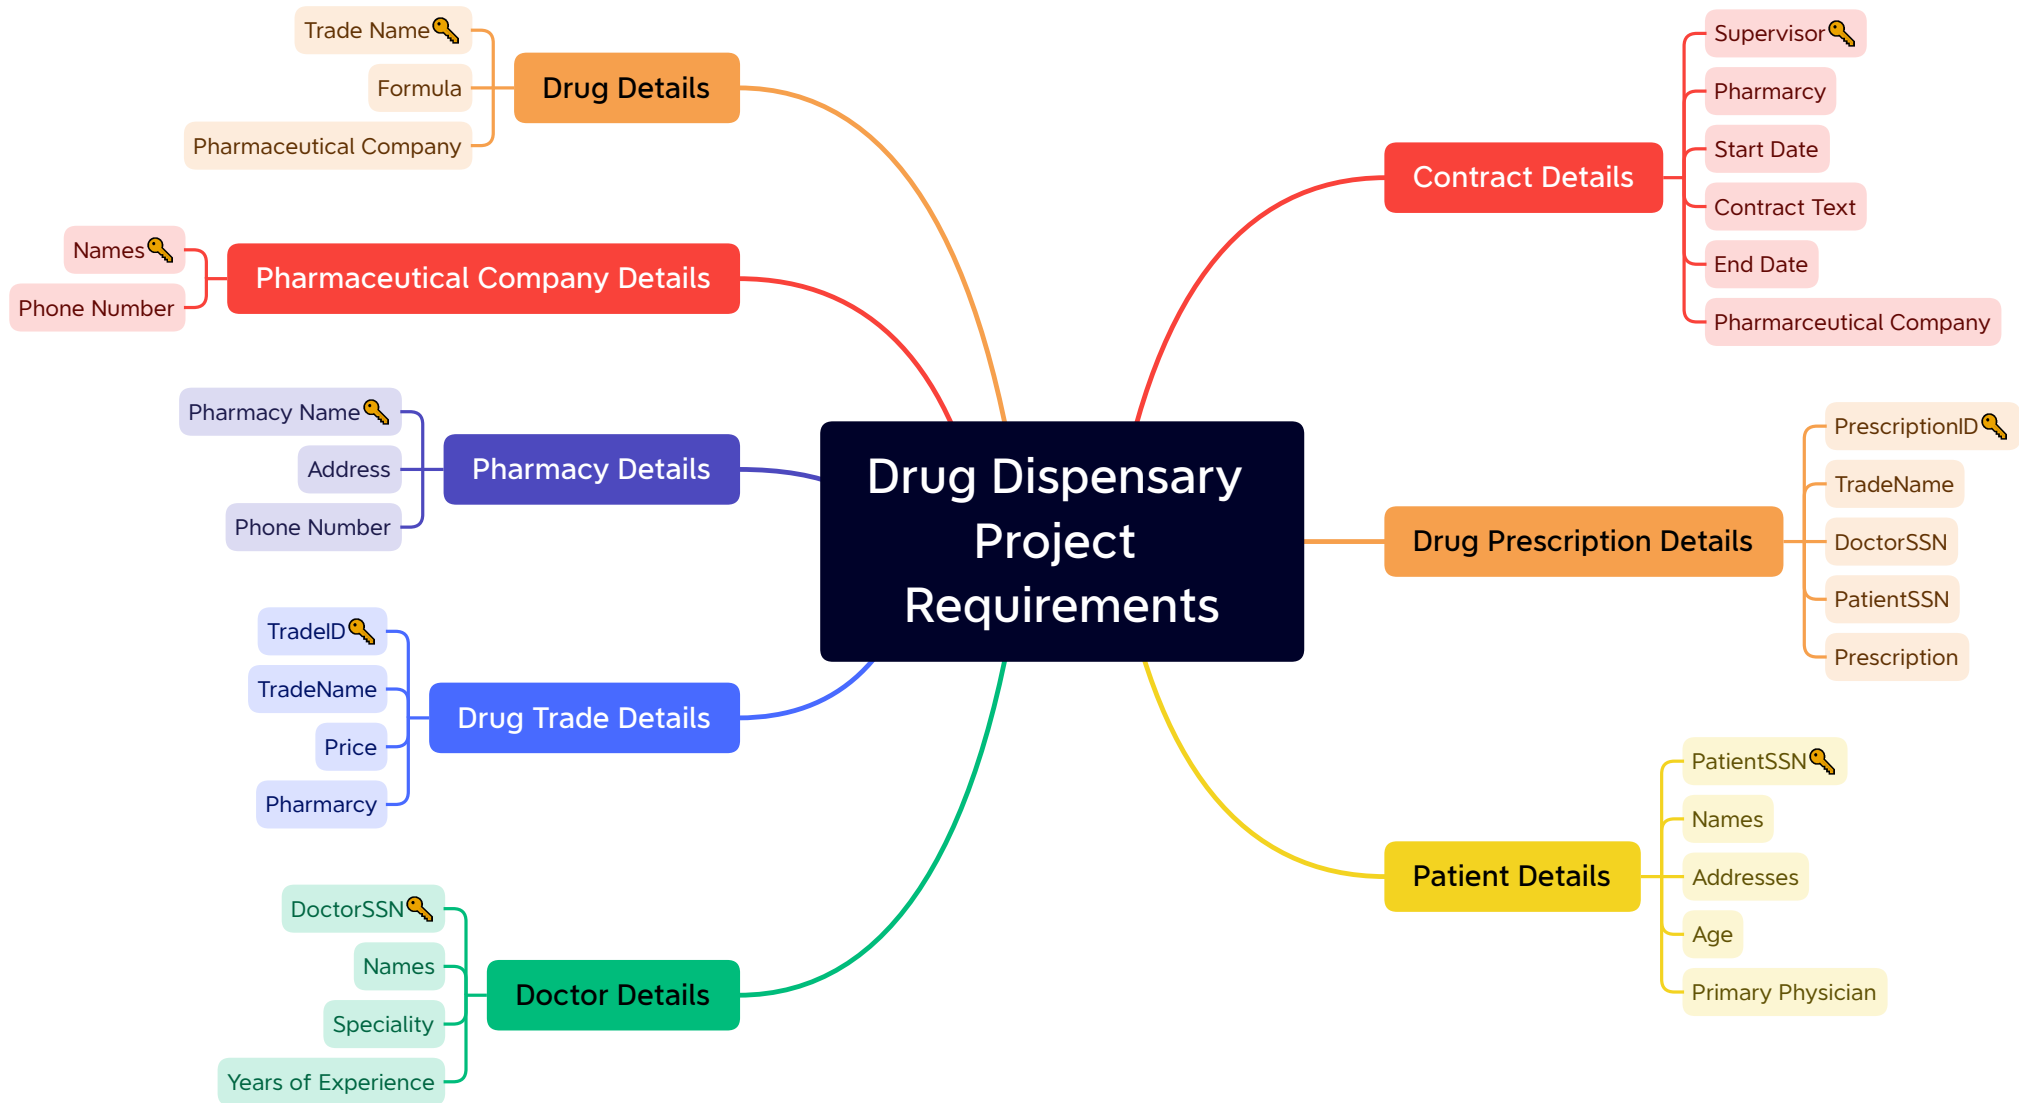 Drug Dispensary
Project
Requirements
Drug Details
Trade Name
Formula
Pharmaceutical Company
Pharmaceutical Company Details
Names
Phone Number
Pharmacy Details
Pharmacy Name
Address
Phone Number
Drug Trade Details
TradeID
TradeName
Price
Pharmarcy
Doctor Details
DoctorSSN
Names
Speciality
Years of Experience
Contract Details
Supervisor
Pharmarcy
Start Date
Contract Text
End Date
Pharmarceutical Company
Drug Prescription Details
PrescriptionID
TradeName
DoctorSSN
PatientSSN
Prescription
Patient Details
PatientSSN
Names
Addresses
Age
Primary Physician